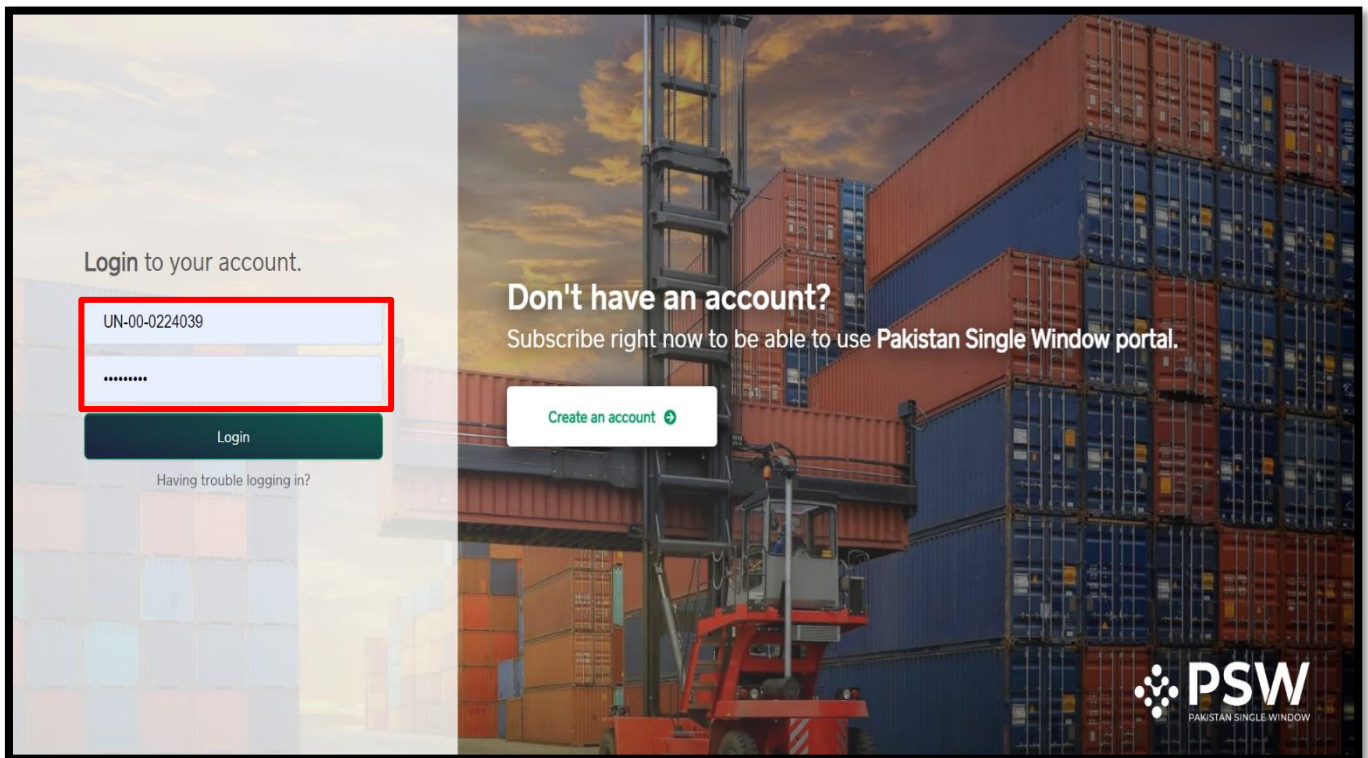 Login to your account.
UN-00-0224039
•••••••••
Login
Having trouble logging in?
Don't have an account?
Subscribe right now to be able to use Pakistan Single Window portal.
Create an account
PSW
PAKISTAN SINGLE WINDOW